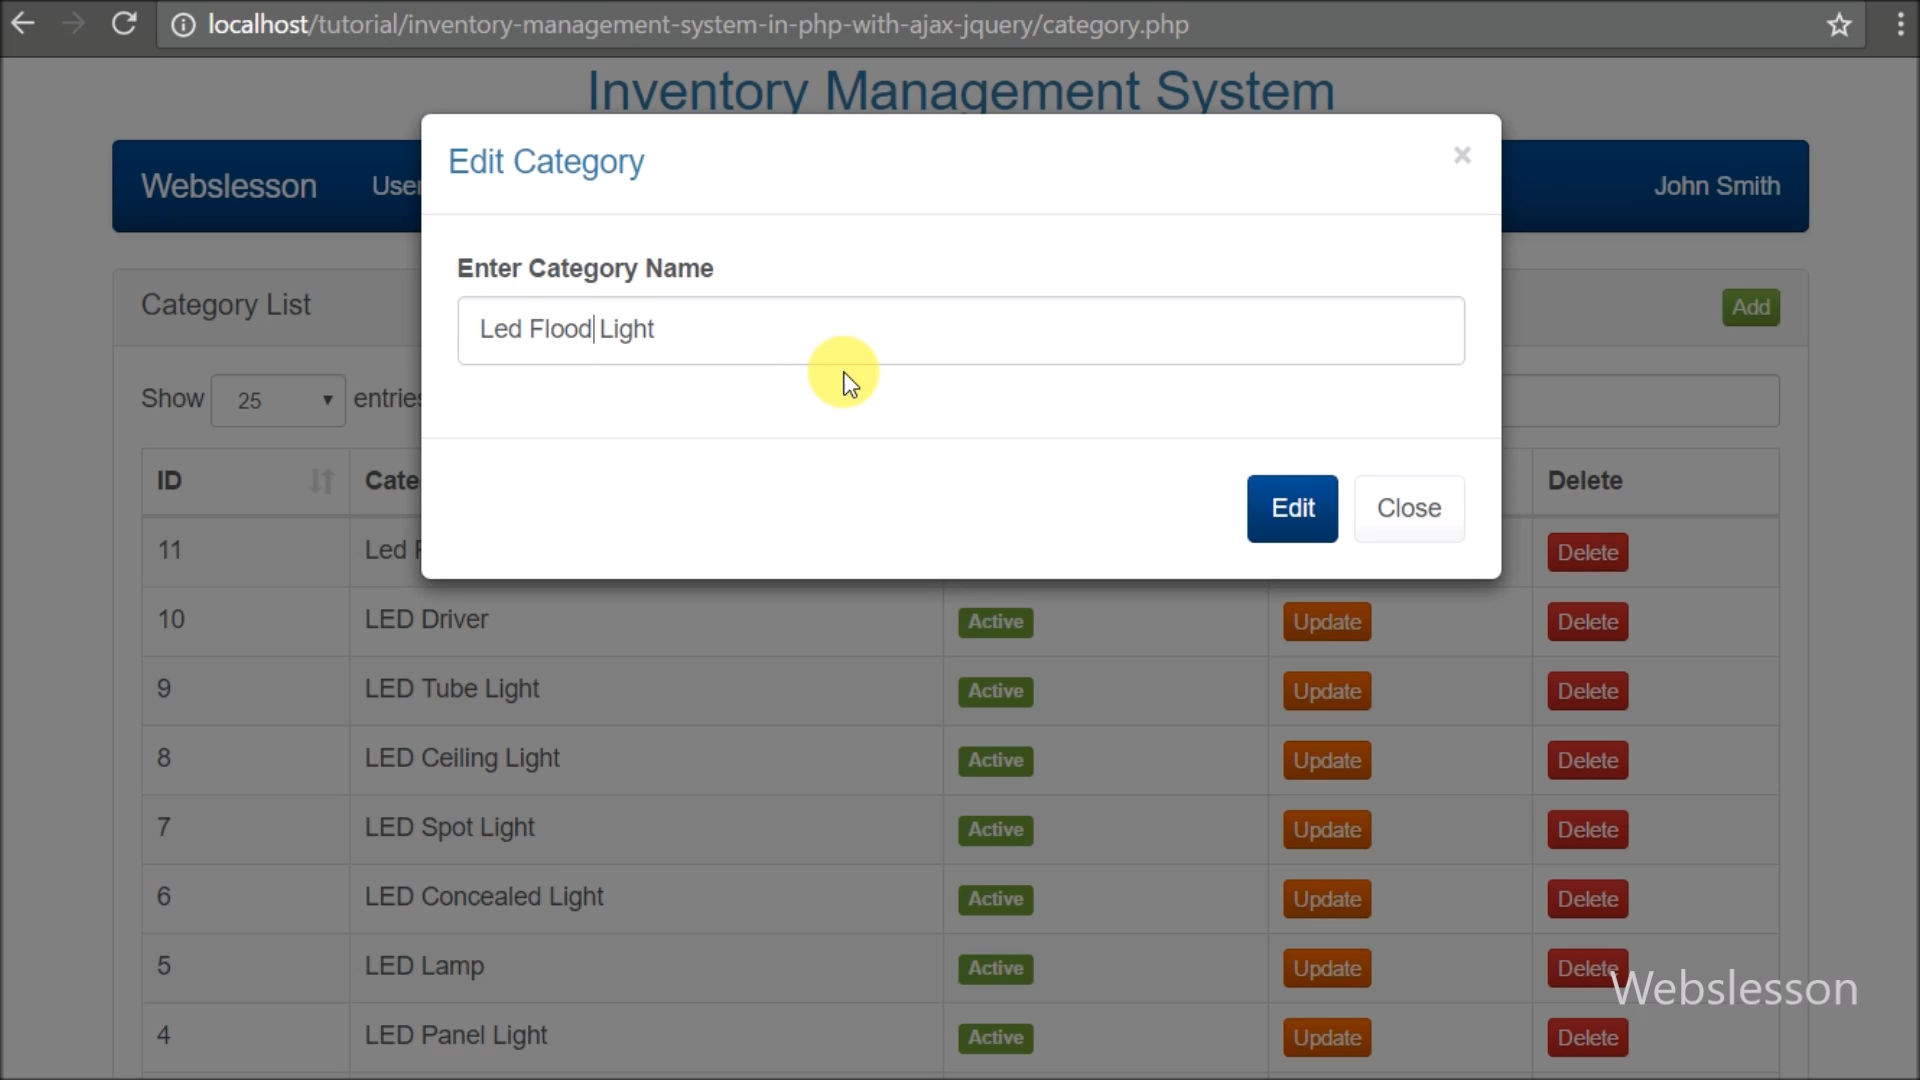 localhost/tutorial/inventory-management-system-in-php-with-ajax-jquery/category.php
Inventory Management System
Webslesson User John Smith
Edit Category ×
Enter Category Name
Led Flood Light
Edit Close
Category List Add
Show 25 entries
ID Cate Delete
11 Led Delete
10 LED Driver Active Update Delete
9 LED Tube Light Active Update Delete
8 LED Ceiling Light Active Update Delete
7 LED Spot Light Active Update Delete
6 LED Concealed Light Active Update Delete
5 LED Lamp Active Update Delete
Webslesson
4 LED Panel Light Active Update Delete